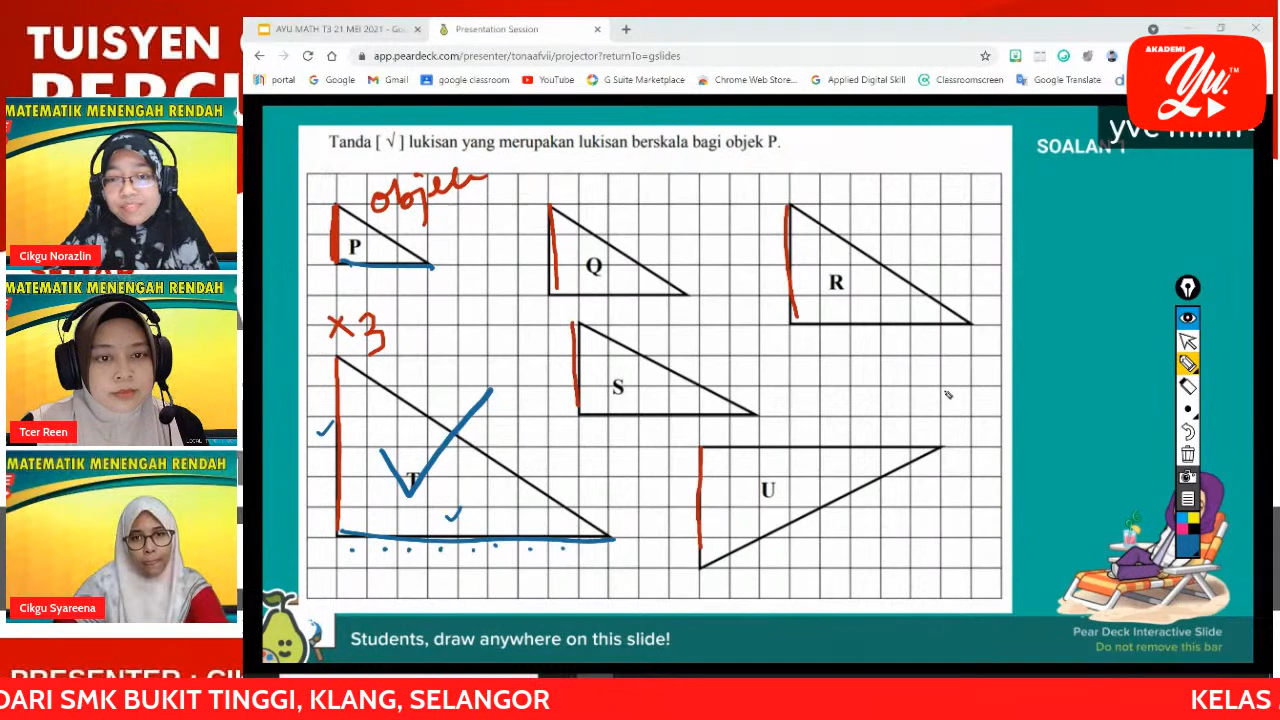 TUISYEN
AYU MATH T3 21 MEI 2021 - Go
Presentation Session
app.peardeck.com/presenter/tonaafvii/projector?returnTo=gslides
portal
Google
Gmail
google classroom
YouTube
G Suite Marketplace
Chrome Web Store...
Applied Digital Skill
Classroomscreen
Google Translate
AKADEMI
Yu.
TM
MATEMATIK MENENGAH RENDAH
Cikgu Norazlin
MATEMATIK MENENGAH RENDAH
Tcer Reen
MATEMATIK MENENGAH RENDAH
Cikgu Syareena
Tanda [ √ ] lukisan yang merupakan lukisan berskala bagi objek P.
SOALAN 1
objek
P
Q
R
× 3
S
T
U
Students, draw anywhere on this slide!
Pear Deck Interactive Slide
Do not remove this bar
DARI SMK BUKIT TINGGI, KLANG, SELANGOR
KELAS